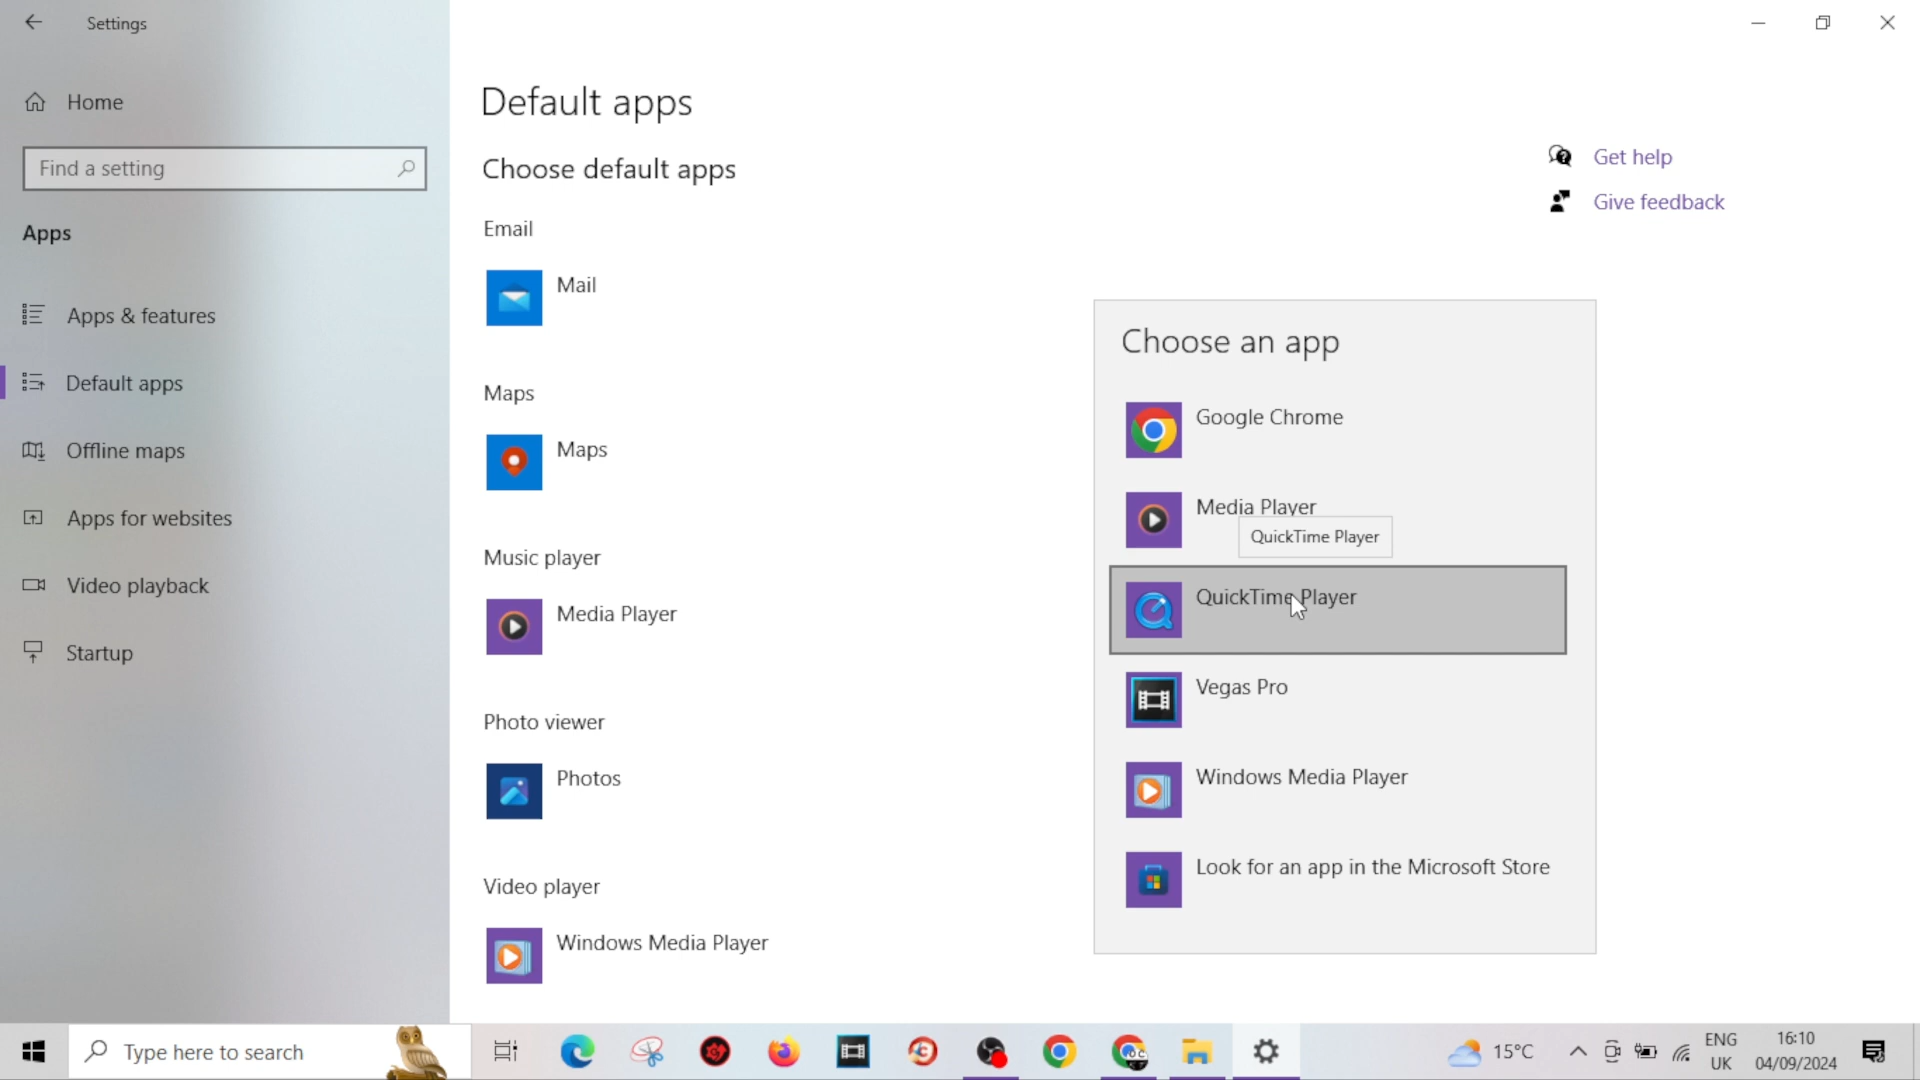 Settings
Home
Find a setting
Apps
Apps & features
Default apps
Offline maps
Apps for websites
Video playback
Startup
Default apps
Choose default apps
Email
Mail
Maps
Maps
Music player
Media Player
Photo viewer
Photos
Video player
Windows Media Player
Get help
Give feedback
Choose an app
Google Chrome
Media Player
QuickTime Player
QuickTime Player
Vegas Pro
Windows Media Player
Look for an app in the Microsoft Store
Type here to search
15°C
ENG
UK
16:10
04/09/2024